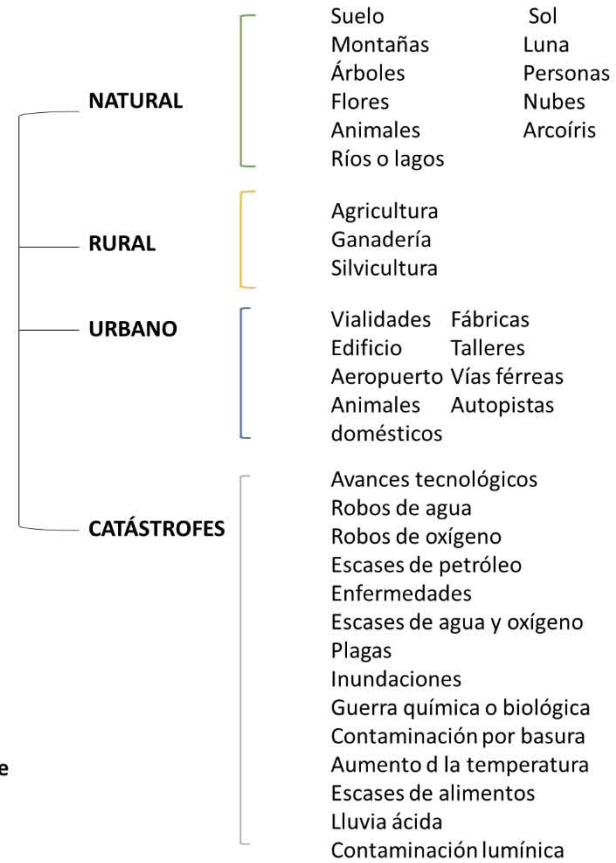 NATURAL
Suelo
Montañas
Árboles
Flores
Animales
Ríos o lagos
Sol
Luna
Personas
Nubes
Arcoíris
RURAL
Agricultura
Ganadería
Silvicultura
URBANO
Vialidades
Edificio
Aeropuerto
Animales
domésticos
Fábricas
Talleres
Vías férreas
Autopistas
CATÁSTROFES
Avances tecnológicos
Robos de agua
Robos de oxígeno
Escases de petróleo
Enfermedades
Escases de agua y oxígeno
Plagas
Inundaciones
Guerra química o biológica
Contaminación por basura
Aumento d la temperatura
Escases de alimentos
Lluvia ácida
Contaminación lumínica
e